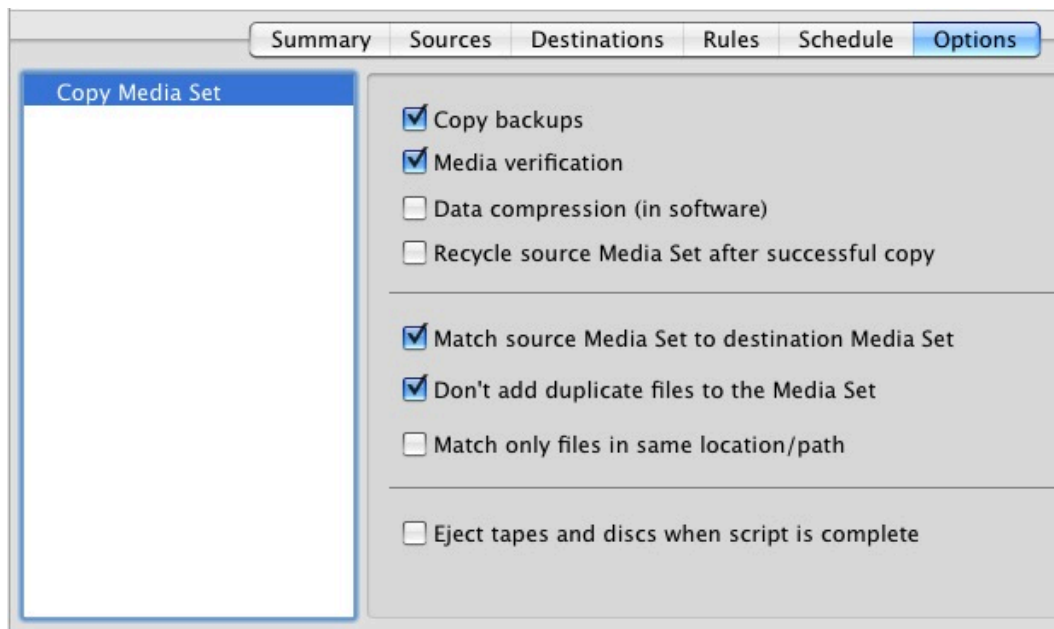 Summary Sources Destinations Rules Schedule Options
Copy Media Set
Copy backups
Media verification
Data compression (in software)
Recycle source Media Set after successful copy
Match source Media Set to destination Media Set
Don't add duplicate files to the Media Set
Match only files in same location/path
Eject tapes and discs when script is complete